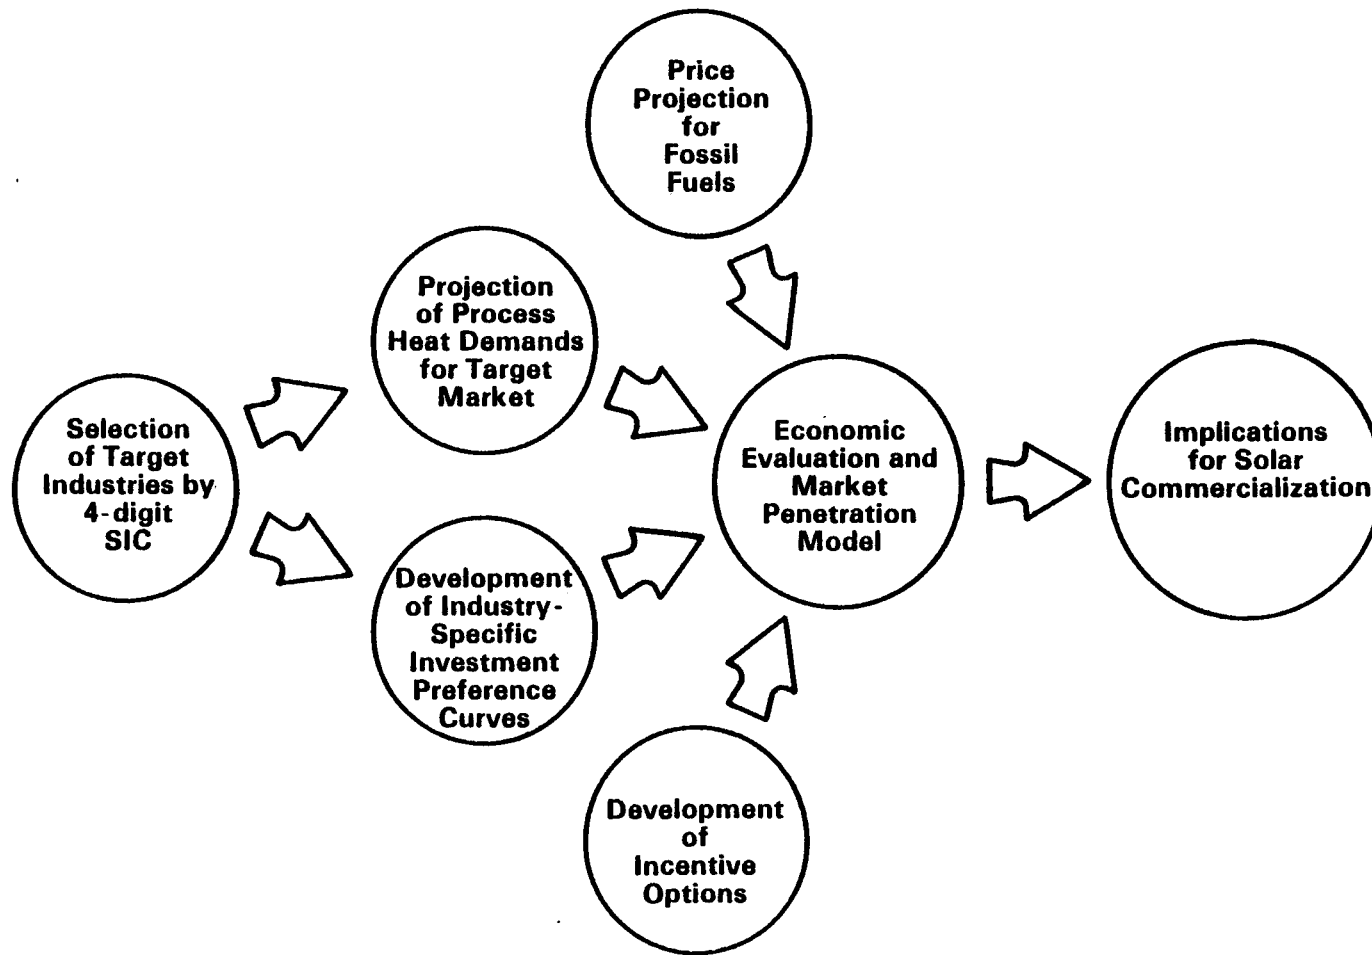 Price
Projection
for
Fossil
Fuels
Projection
of Process
Heat Demands
for Target
Market
Selection
of Target
Industries by
4-digit
SIC
Economic
Evaluation and
Market
Penetration
Model
Implications
for Solar
Commercialization
Development
of Industry-
Specific
Investment
Preference
Curves
Development
of
Incentive
Options